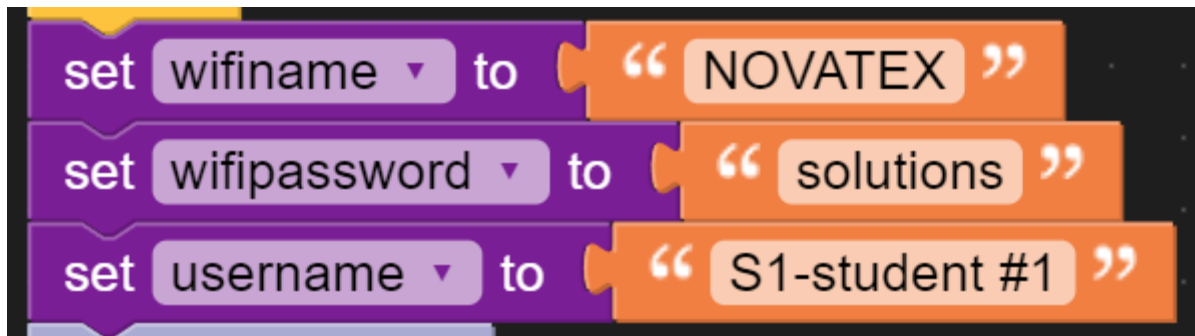 set wifiname ▾ to “ NOVATEX ”
set wifipassword ▾ to “ solutions ”
set username ▾ to “ S1-student #1 ”